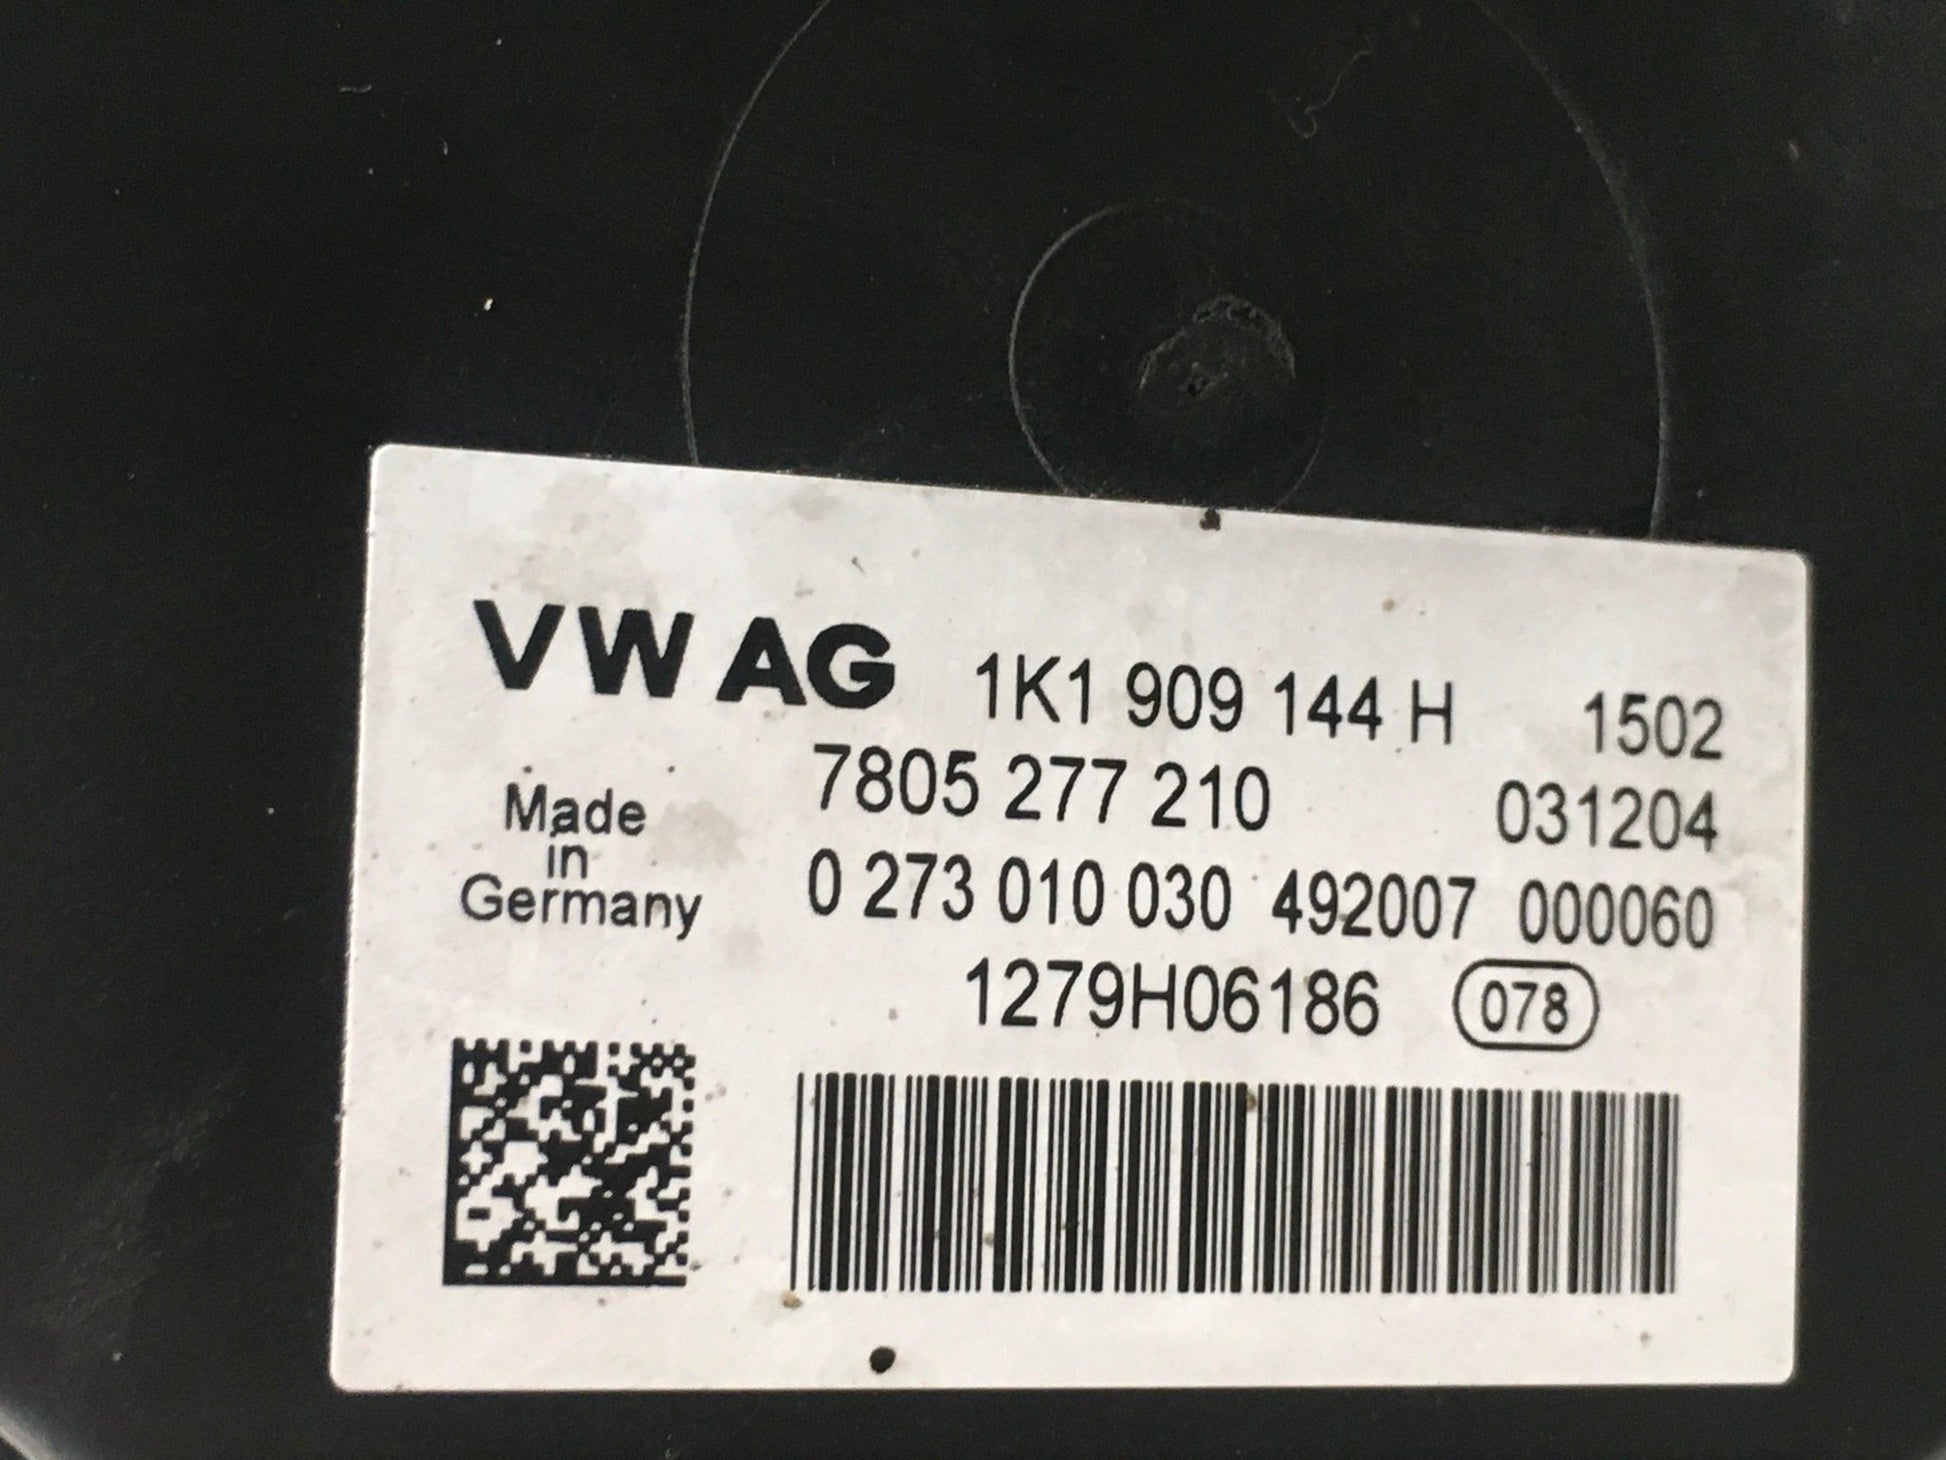 VW AG 1K1 909 144 H 1502
7805 277 210 031204
Made
in
Germany
0 273 010 030 492007 000060
1279H06186 078